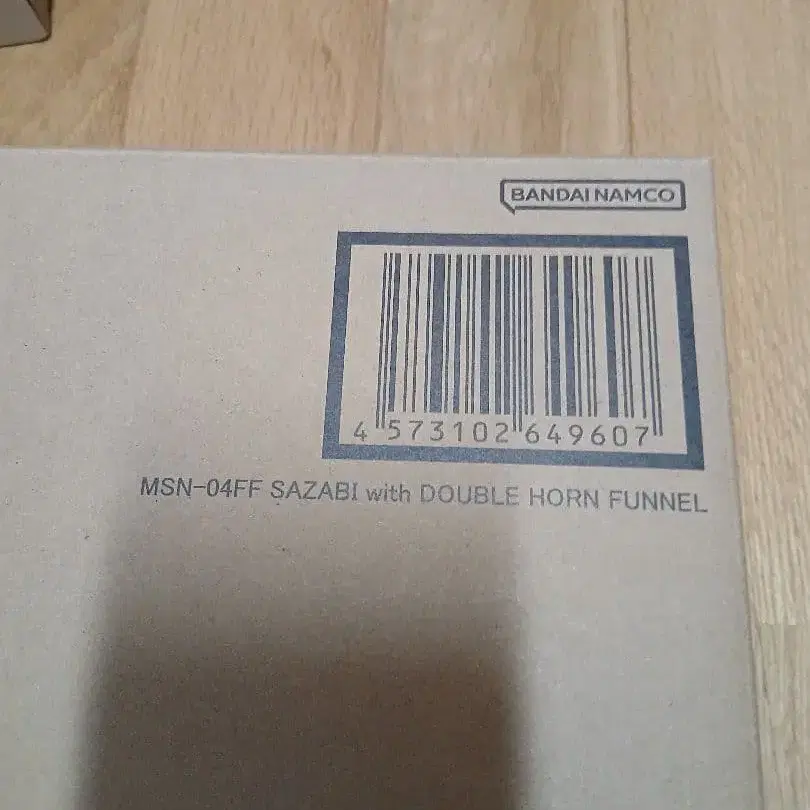 BANDAI NAMCO
4 573102 649607
MSN-04FF SAZABI with DOUBLE HORN FUNNEL